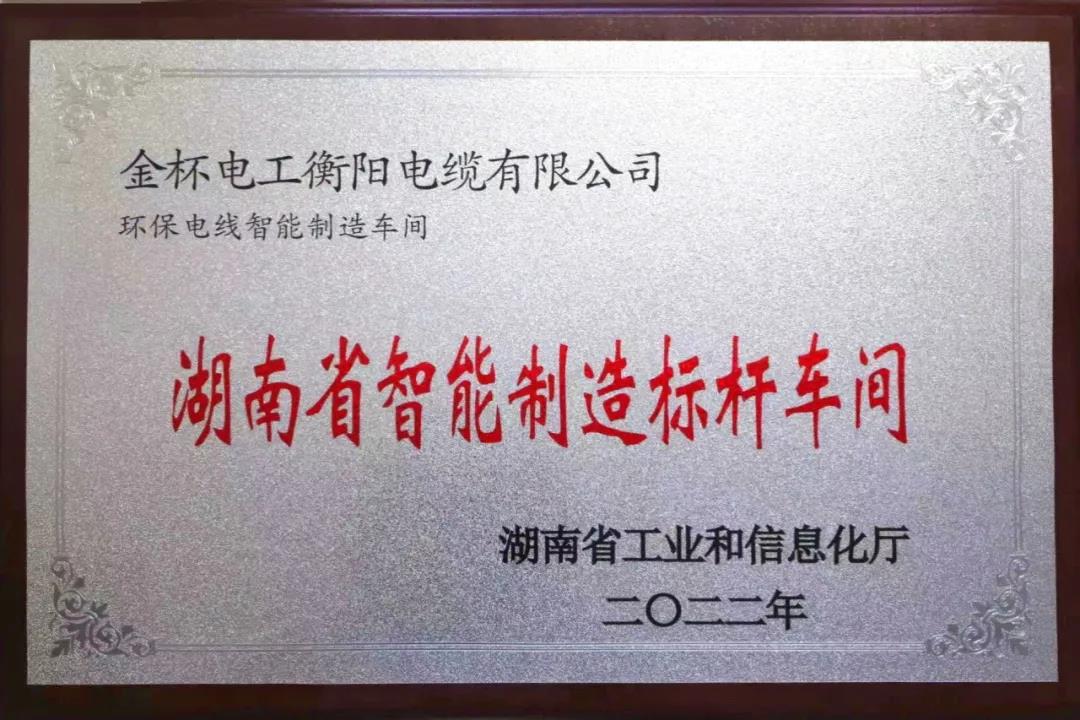 金杯电工衡阳电缆有限公司
环保电线智能制造车间
湖南省智能制造标杆车间
湖南省工业和信息化厅
二〇二二年